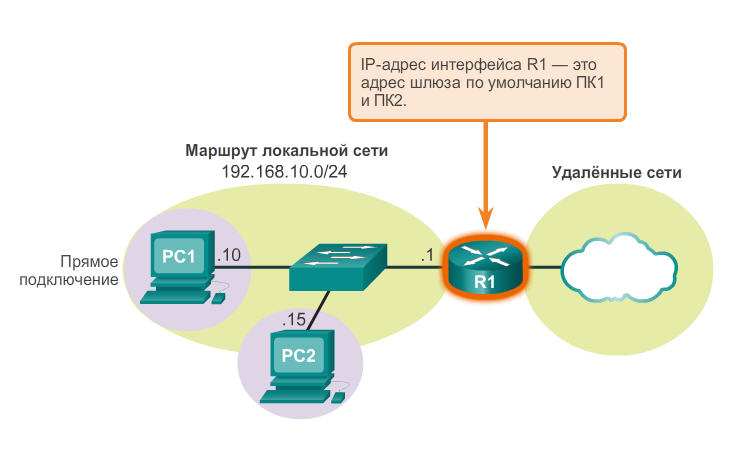 IP-адрес интерфейса R1 — это
адрес шлюза по умолчанию ПК1
и ПК2.
Маршрут локальной сети
192.168.10.0/24
Удалённые сети
Прямое
подключение
PC1
.10
.1
R1
.15
PC2